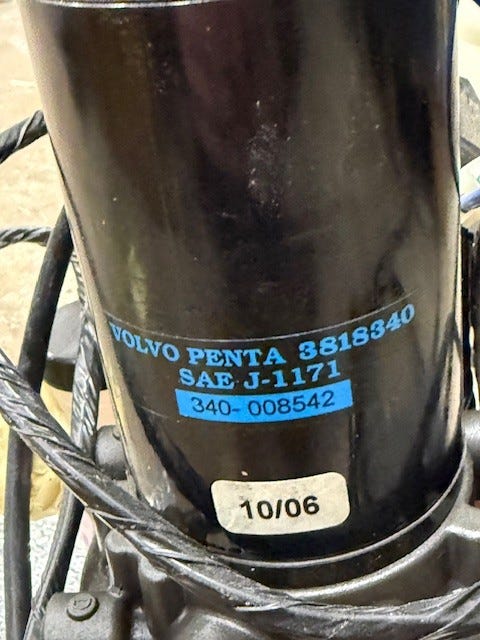 VOLVO PENTA 3818340
SAE J-1171
340- 008542
10/06